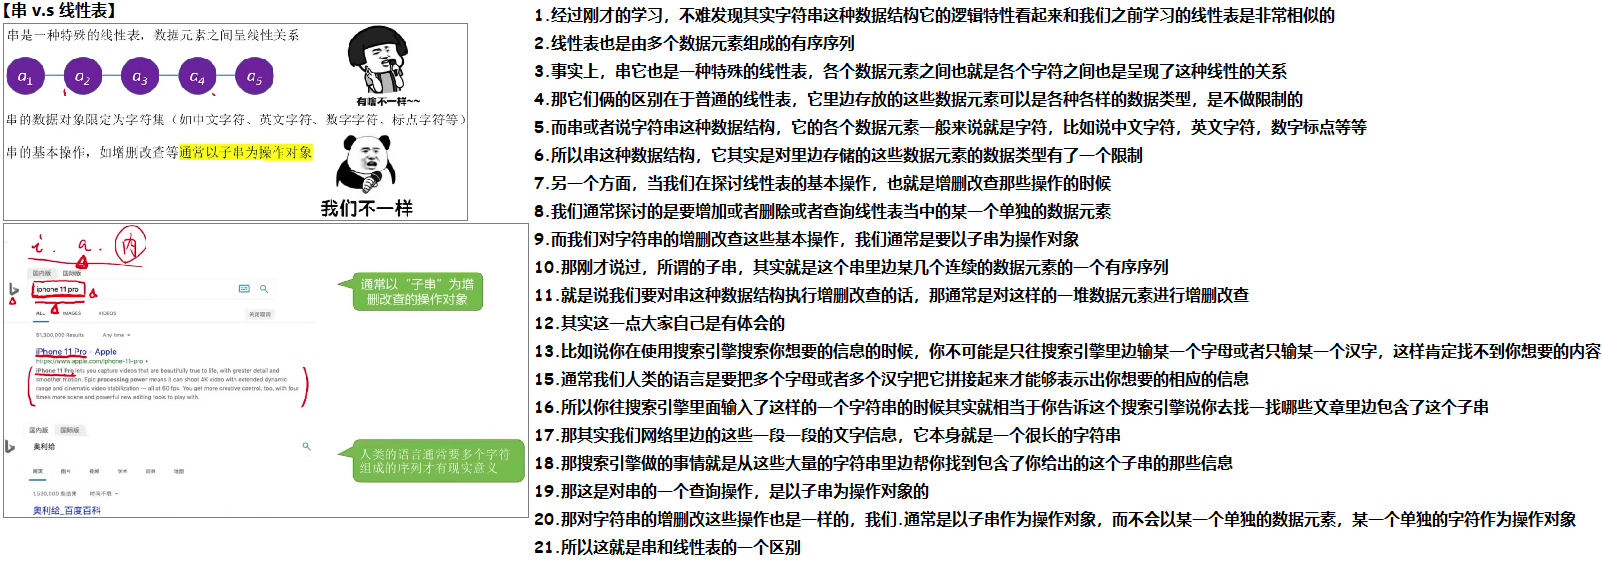 【串 v.s 线性表】
串是一种特殊的线性表，数据元素之间呈线性关系
a1 a2 a3 a4 a5
有啥不一样~~
串的数据对象限定为字符集（如中文字符、英文字符、数字字符、标点字符等）
串的基本操作，如增删改查等通常以子串为操作对象
我们不一样
i. a. 内
国内版 国际版
iphone 11 pro
通常以“子串”为增
删改查的操作对象
ALL IMAGES VIDEOS
51,300,000 Results Any time
iPhone 11 Pro - Apple
https://www.apple.com/iphone-11-pro
iPhone 11 Pro lets you capture videos that are beautifully true to life, with greater detail and
smoother motion. Epic processing power means it can shoot 4K video with extended dynamic
range and cinematic video stabilization — all at 60 fps. You get more creative control, too, with four
times more scene and powerful new editing tools to play with.
国内版 国际版
奥利给
人类的语言通常要多个字符
组成的序列才有现实意义
网页 图片 视频 学术 词典 地图
时间不限
奥利给_百度百科
1.经过刚才的学习，不难发现其实字符串这种数据结构它的逻辑特性看起来和我们之前学习的线性表是非常相似的
2.线性表也是由多个数据元素组成的有序序列
3.事实上，串它也是一种特殊的线性表，各个数据元素之间也就是各个字符之间也是呈现了这种线性的关系
4.那它们俩的区别在于普通的线性表，它里边存放的这些数据元素可以是各种各样的数据类型，是不做限制的
5.而串或者说字符串这种数据结构，它的各个数据元素一般来说就是字符，比如说中文字符，英文字符，数字标点等等
6.所以串这种数据结构，它其实是对里边存储的这些数据元素的数据类型有了一个限制
7.另一个方面，当我们在探讨线性表的基本操作，也就是增删改查那些操作的时候
8.我们通常探讨的是要增加或者删除或者查询线性表当中的某一个单独的数据元素
9.而我们对字符串的增删改查这些基本操作，我们通常是要以子串为操作对象
10.那刚才说过，所谓的子串，其实就是这个串里边某几个连续的数据元素的一个有序序列
11.就是说我们要对串这种数据结构执行增删改查的话，那通常是对这样的一堆数据元素进行增删改查
12.其实这一点大家自己是有体会的
13.比如说你在使用搜索引擎搜索你想要的信息的时候，你不可能是只往搜索引擎里边输某一个字母或者只输某一个汉字，这样肯定找不到你想要的内容
15.通常我们人类的语言是要把多个字母或者多个汉字把它拼接起来才能够表示出你想要的相应的信息
16.所以你往搜索引擎里面输入了这样的一个字符串的时候其实就相当于你告诉这个搜索引擎说你去找一找哪些文章里边包含了这个子串
17.那其实我们网络里边的这些一段一段的文字信息，它本身就是一个很长的字符串
18.那搜索引擎做的事情就是从这些大量的字符串里边帮你找到包含了你给出的这个子串的那些信息
19.那这是对串的一个查询操作，是以子串为操作对象的
20.那对字符串的增删改这些操作也是一样的，我们.通常是以子串作为操作对象，而不会以某一个单独的数据元素，某一个单独的字符作为操作对象
21.所以这就是串和线性表的一个区别